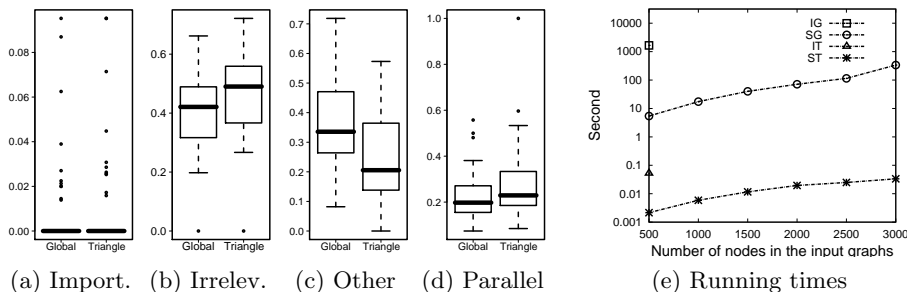 0.08
0.06
0.04
0.02
0.00
Global Triangle
0.6
0.4
0.2
0.0
Global Triangle
0.7
0.6
0.5
0.4
0.3
0.2
0.1
0.0
Global Triangle
1.0
0.8
0.6
0.4
0.2
Global Triangle
10000
1000
100
10
1
0.1
0.01
0.001
Second
IG
SG
IT
ST
500 1000 1500 2000 2500 3000
Number of nodes in the input graphs
(a) Import. (b) Irrelev. (c) Other (d) Parallel (e) Running times